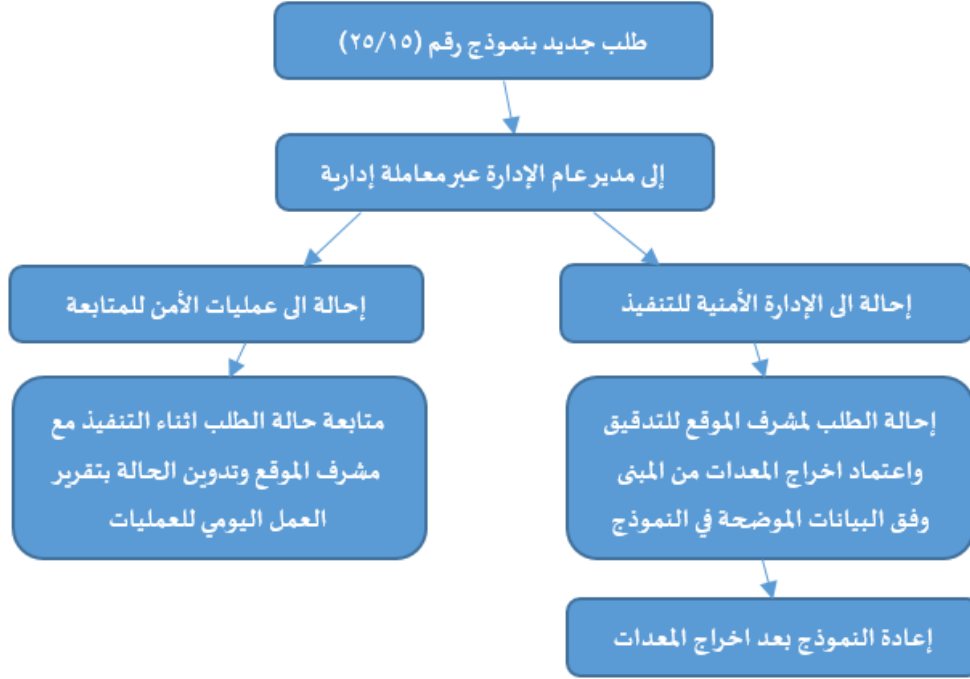 طلب جديد بنموذج رقم (٢٥/١٥)
إلى مدير عام الإدارة عبر معاملة إدارية
إحالة الى الإدارة الأمنية للتنفيذ
إحالة الى عمليات الأمن للمتابعة
إحالة الطلب لمشرف الموقع للتدقيق
واعتماد اخراج المعدات من المبنى
وفق البيانات الموضحة في النموذج
متابعة حالة الطلب اثناء التنفيذ مع
مشرف الموقع وتدوين الحالة بتقرير
العمل اليومي للعمليات
إعادة النموذج بعد اخراج المعدات